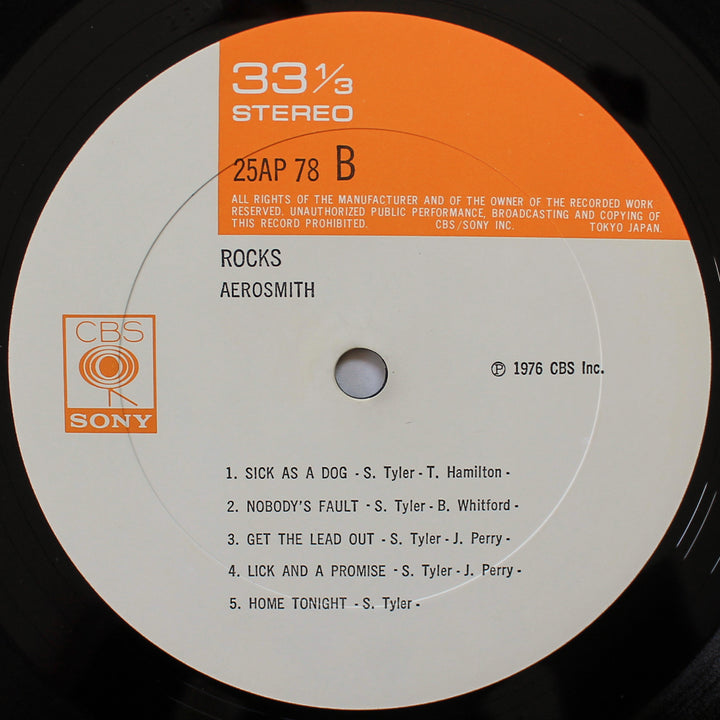 33 1/3
STEREO
25AP 78 B
ALL RIGHTS OF THE MANUFACTURER AND OF THE OWNER OF THE RECORDED WORK
RESERVED. UNAUTHORIZED PUBLIC PERFORMANCE, BROADCASTING AND COPYING OF
THIS RECORD PROHIBITED. CBS/SONY INC. TOKYO JAPAN.
ROCKS
AEROSMITH
CBS
SONY
℗ 1976 CBS Inc.
1. SICK AS A DOG - S. Tyler - T. Hamilton -
2. NOBODY'S FAULT - S. Tyler - B. Whitford -
3. GET THE LEAD OUT - S. Tyler - J. Perry -
4. LICK AND A PROMISE - S. Tyler - J. Perry -
5. HOME TONIGHT - S. Tyler -